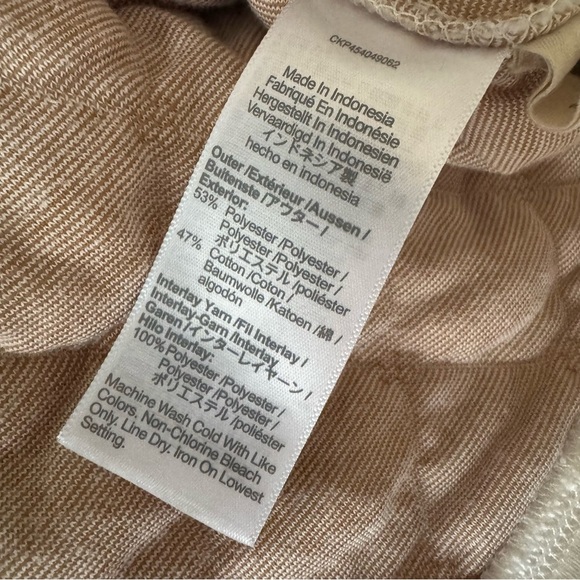 CKP454049062
Made In Indonesia
Fabriqué En Indonésie
Hergestellt In Indonesien
Vervaardigd In Indonesië
インドネシア製
hecho en indonesia
Outer /Extérieur /Aussen /
Buitenste /アウター /
Exterior:
53% Polyester /Polyester /
Polyester /Polyester /
ポリエステル /poliéster
47% Cotton /Coton /
Baumwolle /Katoen /綿 /
algodón
Interlay Yarn /Fil Interlay /
Interlay-Garn /Interlay
Garen /インターレイヤーン /
Hilo Interlay:
100% Polyester /Polyester /
Polyester /Polyester /
ポリエステル /poliéster
Machine Wash Cold With Like
Colors, Non-Chlorine Bleach
Only. Line Dry. Iron On Lowest
Setting.